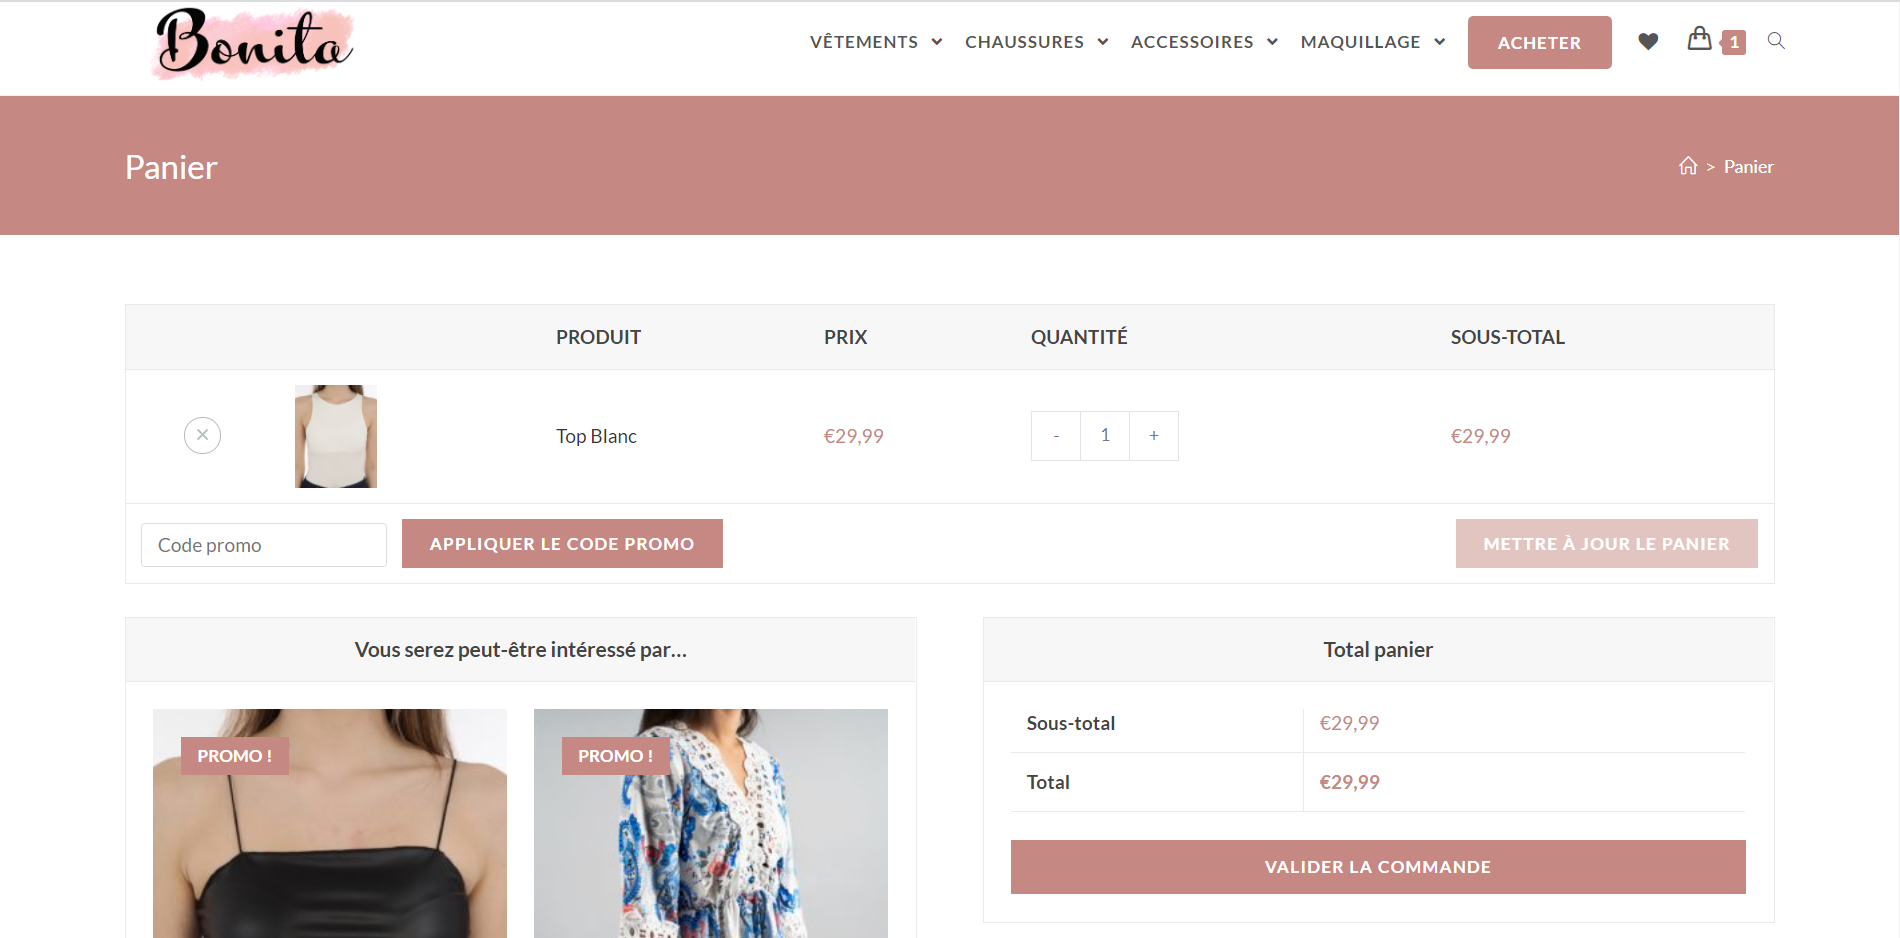 Bonita
VÊTEMENTS CHAUSSURES ACCESSOIRES MAQUILLAGE ACHETER 1
Panier
> Panier
PRODUIT PRIX QUANTITÉ SOUS-TOTAL
Top Blanc €29,99 - 1 + €29,99
Code promo APPLIQUER LE CODE PROMO METTRE À JOUR LE PANIER
Vous serez peut-être intéressé par…
PROMO ! PROMO !
Total panier
Sous-total €29,99
Total €29,99
VALIDER LA COMMANDE